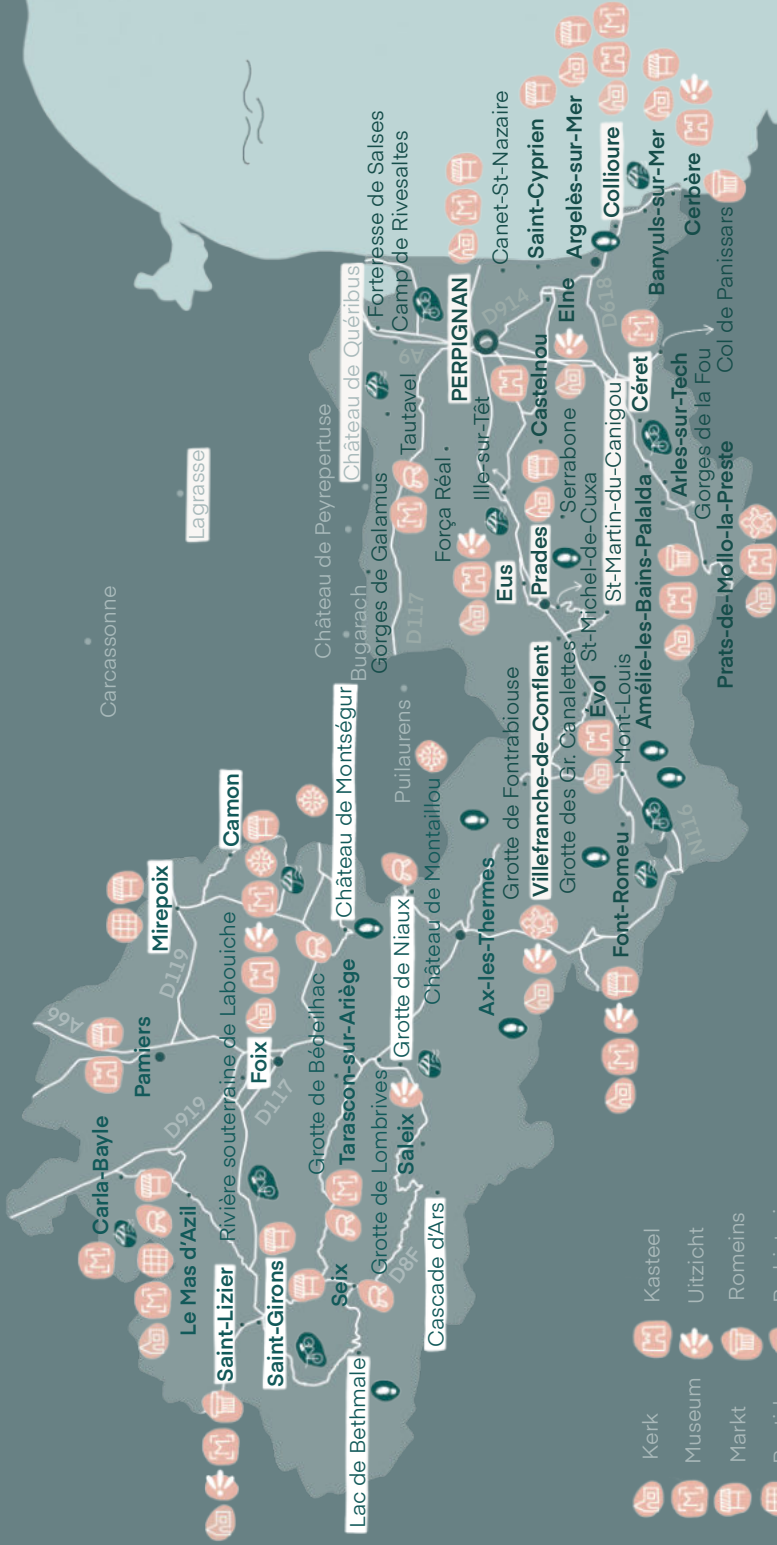 Carla-Bayle
Pamiers
Carcassonne
A66
Mirepoix
D119
D919
Le Mas d'Azil
Lagrasse
Saint-Lizier
Rivière souterraine de Labouiche
Camon
Foix
Saint-Girons
D117
Grotte de Bédeilhac
Château de Peyrepertuse
Seix
Tarascon-sur-Ariège
Château de Montségur
Bugarach
Château de Quéribus
Lac de Bethmale
Grotte de Lombrives
Gorges de Galamus
Forteresse de Salses
Saleix
Grotte de Niaux
Puilaurens
Camp de Rivesaltes
D8F
D117
Tautavel
A9
Cascade d'Ars
Château de Montaillou
Força Réal
PERPIGNAN
Ax-les-Thermes
Ille-sur-Têt
D914
Canet-St-Nazaire
Grotte de Fontrabiouse
Eus
Villefranche-de-Conflent
Prades
Castelnou
Saint-Cyprien
Grotte des Gr. Canalettes
Serrabone
Elne
Argelès-sur-Mer
St-Michel-de-Cuxa
Évol
St-Martin-du-Canigou
D618
Collioure
Font-Romeu
Mont-Louis
Amélie-les-Bains-Palalda
Céret
Banyuls-sur-Mer
Arles-sur-Tech
Cerbère
N116
Gorges de la Fou
Prats-de-Mollo-la-Preste
Col de Panissars
Kerk
Kasteel
Museum
Uitzicht
Markt
Romeins